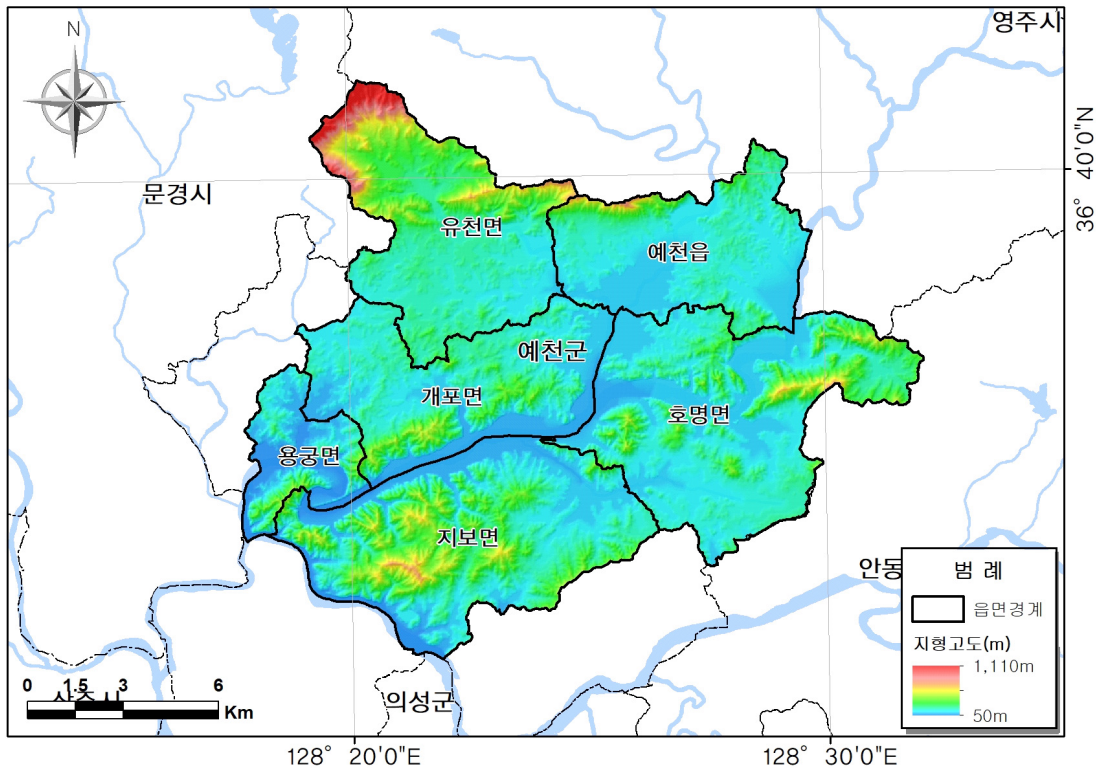 영주시
N
40'0"N
36°
문경시
유천면
예천읍
예천군
개포면
호명면
용궁면
지보면
안동
범 례
읍면경계
지형고도(m)
1,110m
50m
0 1.5 3 6
Km
의성군
128° 20'0"E
128° 30'0"E